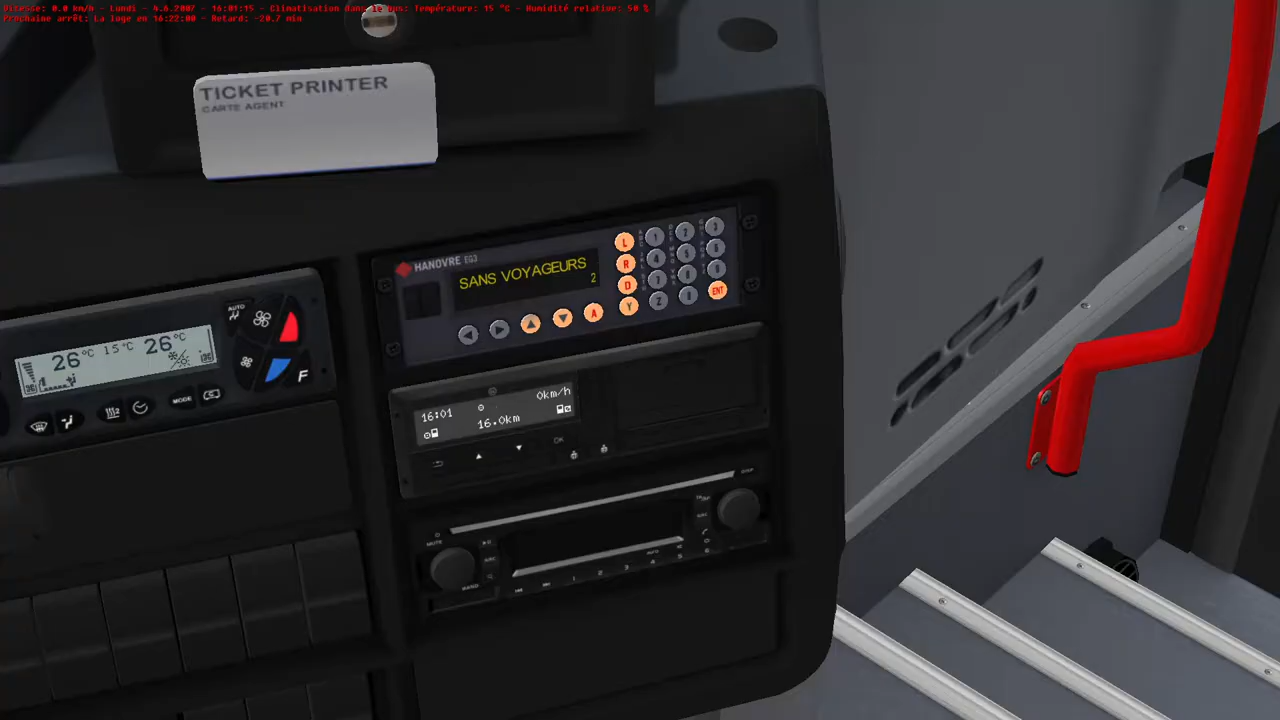 Vitesse: 0.0 km/h - Lundi - 4.6.2007 - 16:01:15 - Climatisation dans le bus: Température: 15 °C - Humidité relative: 50 %
Prochaine arrêt: La loge en 16:22:00 - Retard: -20.7 min
TICKET PRINTER
CARTE AGENT
HANOVRE EG3
SANS VOYAGEURS
2
L
R
D
Y
A
ENT
AUTO
26°C 15°C 26°C
F
MODE
16:01 0km/h
16.0km
OK
MUTE
BAND